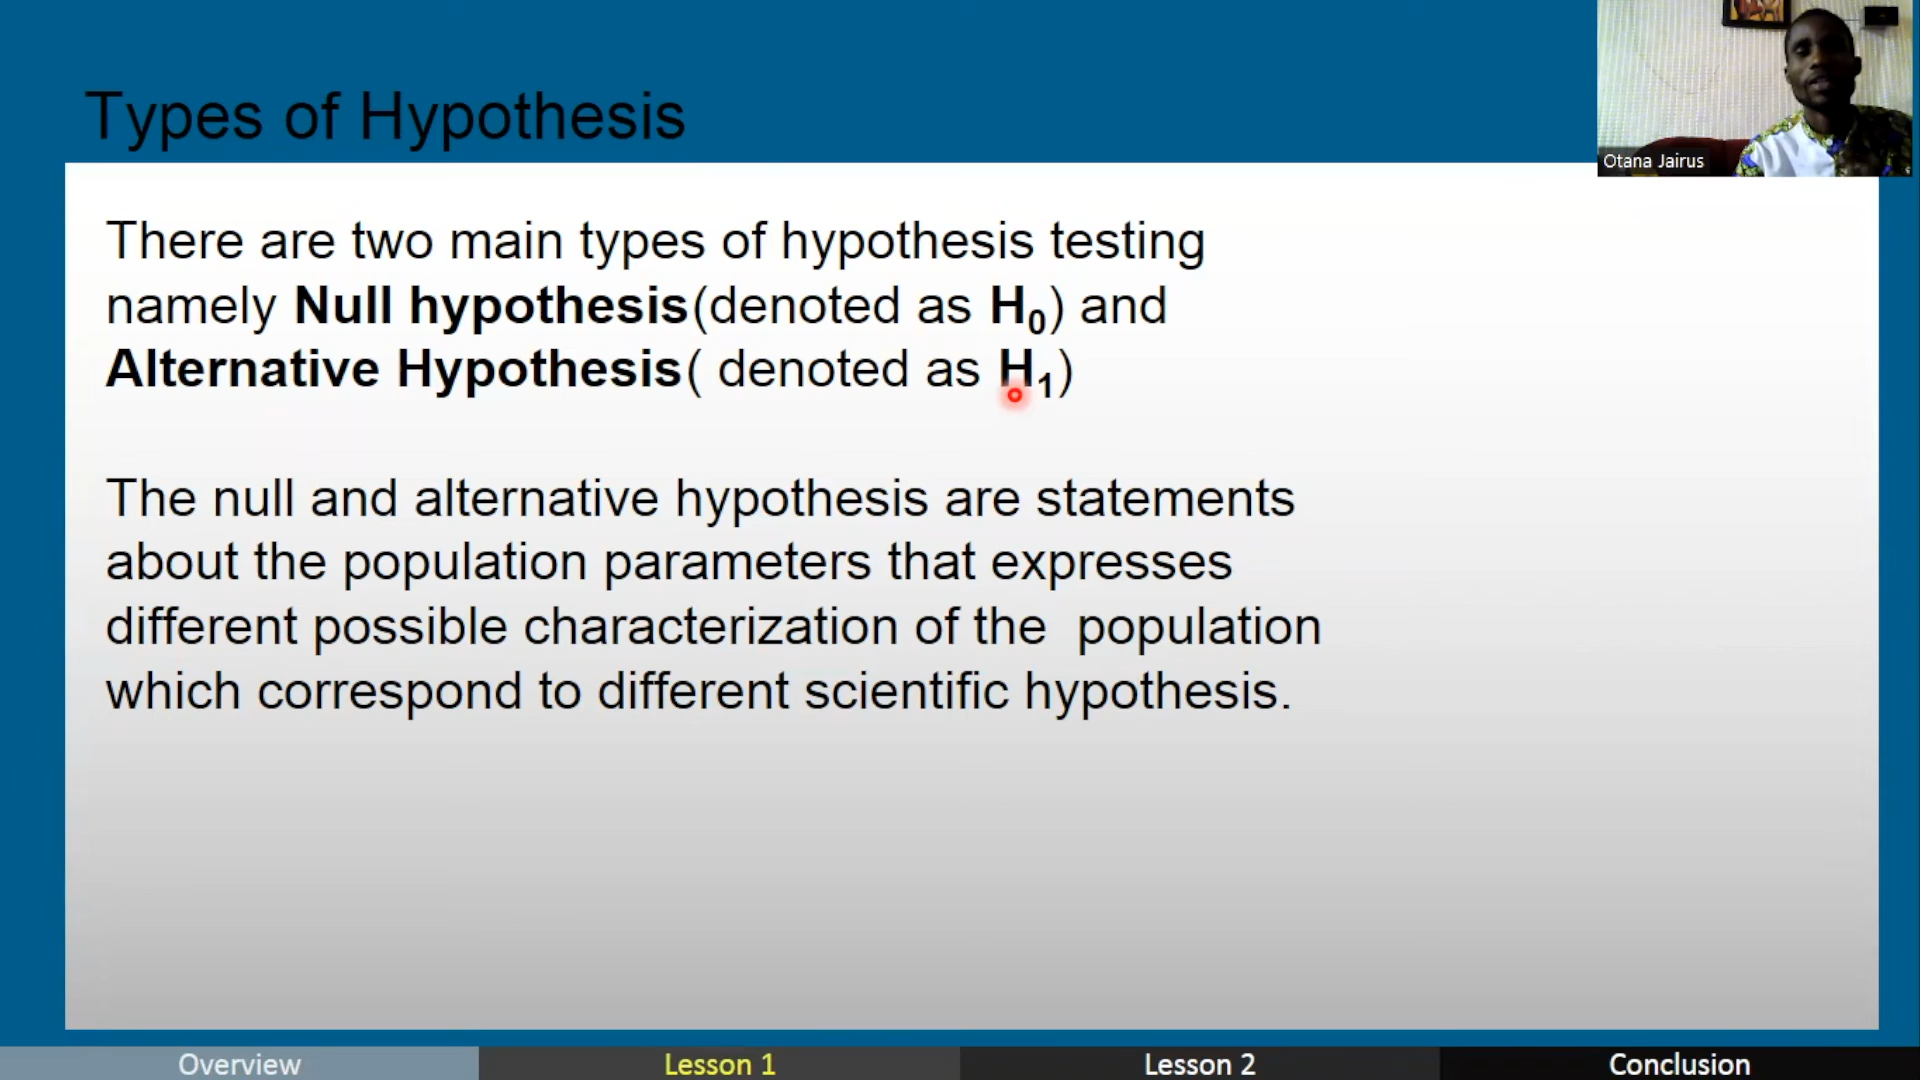 Types of Hypothesis
Otana Jairus
There are two main types of hypothesis testing
namely Null hypothesis(denoted as H₀) and
Alternative Hypothesis( denoted as H₁)
The null and alternative hypothesis are statements
about the population parameters that expresses
different possible characterization of the  population
which correspond to different scientific hypothesis.
Overview
Lesson 1
Lesson 2
Conclusion